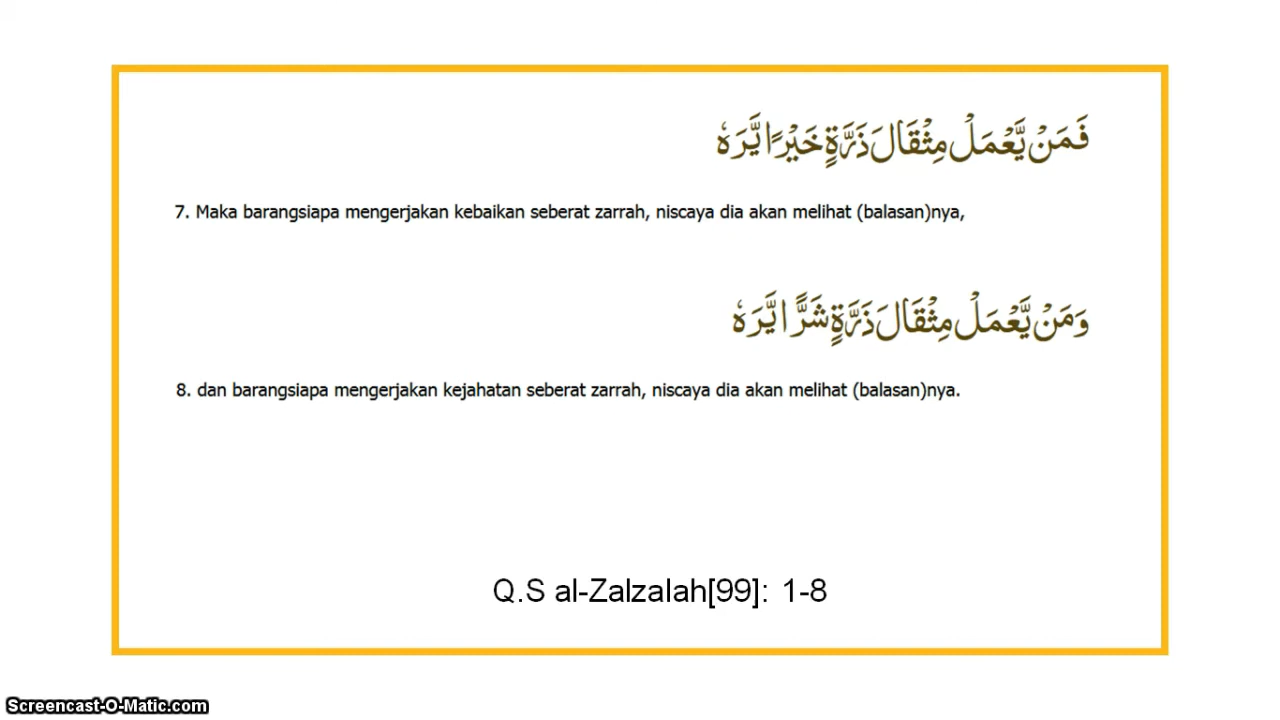 فَمَنْ يَّعْمَلْ مِثْقَالَ ذَرَّةٍ خَيْرًا يَّرَهٗ
7. Maka barangsiapa mengerjakan kebaikan seberat zarrah, niscaya dia akan melihat (balasan)nya,
وَمَنْ يَّعْمَلْ مِثْقَالَ ذَرَّةٍ شَرًّا يَّرَهٗ
8. dan barangsiapa mengerjakan kejahatan seberat zarrah, niscaya dia akan melihat (balasan)nya.
Q.S al-Zalzalah[99]: 1-8
Screencast-O-Matic.com